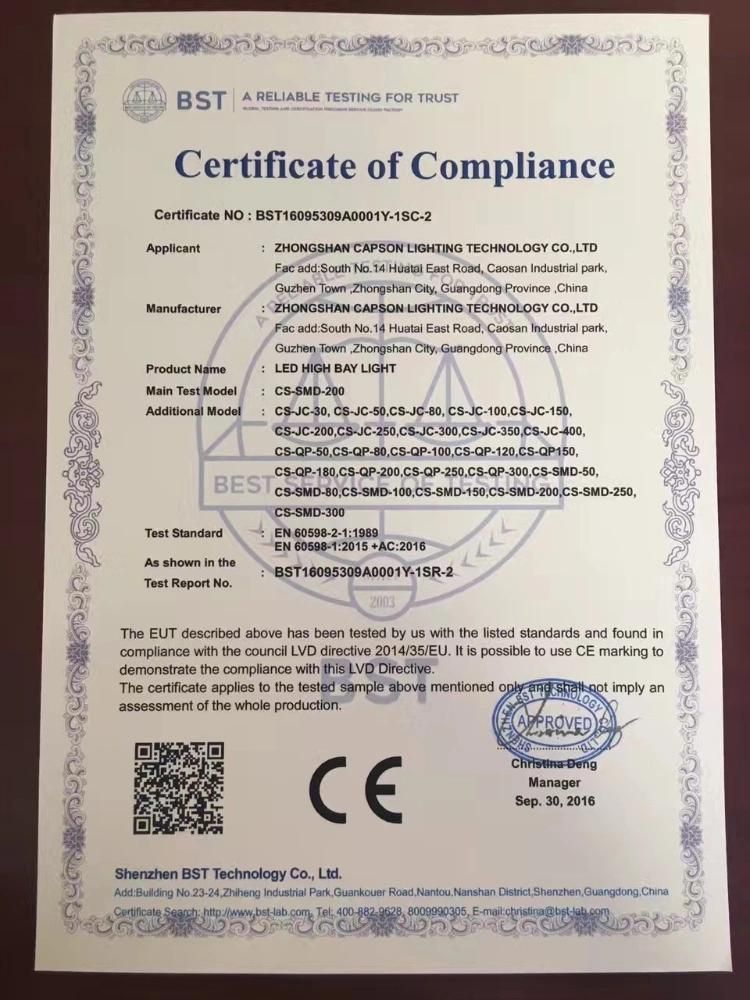 BST A RELIABLE TESTING FOR TRUST
Certificate of Compliance
Certificate NO : BST16095309A0001Y-1SC-2
Applicant : ZHONGSHAN CAPSON LIGHTING TECHNOLOGY CO.,LTD
Fac add:South No.14 Huatai East Road, Caosan Industrial park,
Guzhen Town ,Zhongshan City, Guangdong Province ,China
Manufacturer : ZHONGSHAN CAPSON LIGHTING TECHNOLOGY CO.,LTD
Fac add:South No.14 Huatai East Road, Caosan Industrial park,
Guzhen Town ,Zhongshan City, Guangdong Province ,China
Product Name : LED HIGH BAY LIGHT
Main Test Model : CS-SMD-200
Additional Model : CS-JC-30, CS-JC-50,CS-JC-80, CS-JC-100,CS-JC-150,
CS-JC-200,CS-JC-250,CS-JC-300,CS-JC-350,CS-JC-400,
CS-QP-50,CS-QP-80,CS-QP-100,CS-QP-120,CS-QP150,
CS-QP-180,CS-QP-200,CS-QP-250,CS-QP-300,CS-SMD-50,
CS-SMD-80,CS-SMD-100,CS-SMD-150,CS-SMD-200,CS-SMD-250,
CS-SMD-300
BEST SERVICE OF TESTING
Test Standard : EN 60598-2-1:1989
EN 60598-1:2015 +AC:2016
As shown in the
Test Report No. : BST16095309A0001Y-1SR-2
2003
The EUT described above has been tested by us with the listed standards and found in
compliance with the council LVD directive 2014/35/EU. It is possible to use CE marking to
demonstrate the compliance with this LVD Directive.
The certificate applies to the tested sample above mentioned only and shall not imply an
assessment of the whole production.
BST
SHENZHEN BST TECHNOLOGY CO.,LTD
APPROVED
Christina Deng
Manager
Sep. 30, 2016
CE
Shenzhen BST Technology Co., Ltd.
Add:Building No.23-24,Zhiheng Industrial Park,Guankouer Road,Nantou,Nanshan District,Shenzhen,Guangdong,China
Certificate Search: http://www.bst-lab.com, Tel: 400-882-9628, 8009990305, E-mail:christina@bst-lab.com